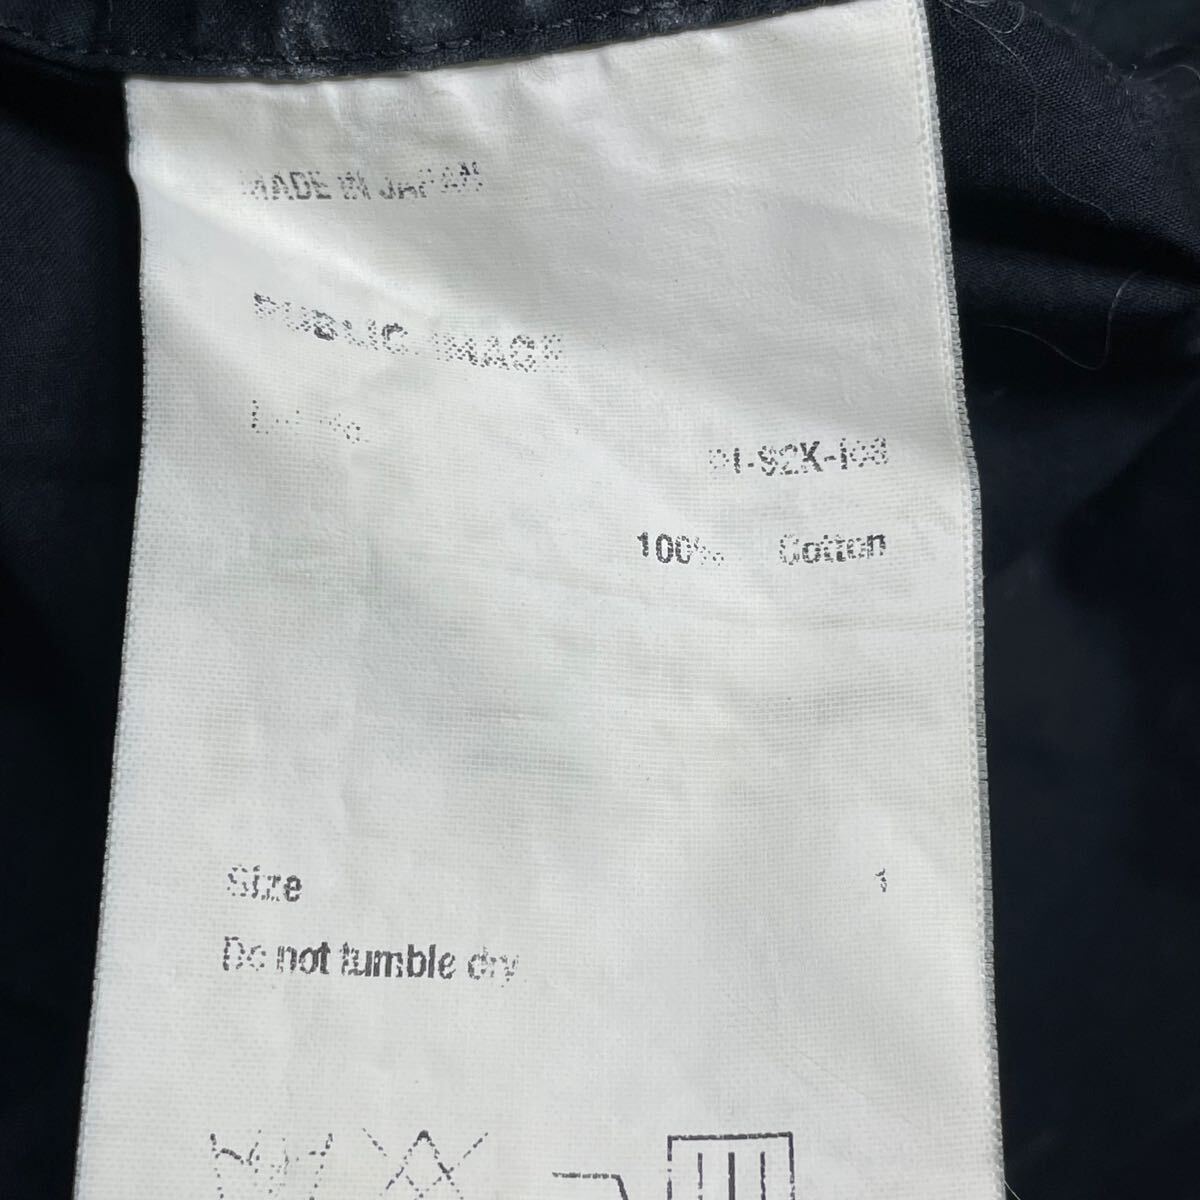 MADE IN JAPAN
PUBLIC IMAGE
100% Cotton
Size 1
Do not tumble dry